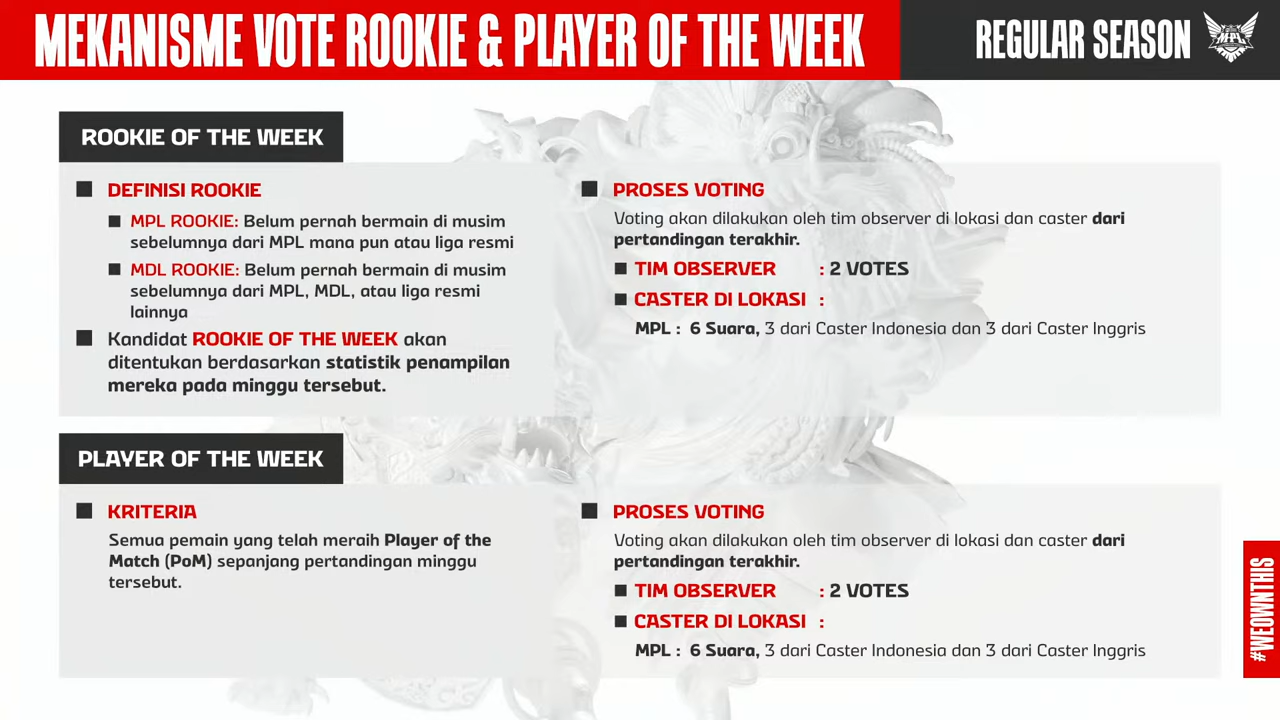 MEKANISME VOTE ROOKIE & PLAYER OF THE WEEK
REGULAR SEASON
MPL
ROOKIE OF THE WEEK
DEFINISI ROOKIE
MPL ROOKIE: Belum pernah bermain di musim
sebelumnya dari MPL mana pun atau liga resmi
MDL ROOKIE: Belum pernah bermain di musim
sebelumnya dari MPL, MDL, atau liga resmi
lainnya
Kandidat ROOKIE OF THE WEEK akan
ditentukan berdasarkan statistik penampilan
mereka pada minggu tersebut.
PROSES VOTING
Voting akan dilakukan oleh tim observer di lokasi dan caster dari
pertandingan terakhir.
TIM OBSERVER : 2 VOTES
CASTER DI LOKASI :
MPL : 6 Suara, 3 dari Caster Indonesia dan 3 dari Caster Inggris
PLAYER OF THE WEEK
KRITERIA
Semua pemain yang telah meraih Player of the
Match (PoM) sepanjang pertandingan minggu
tersebut.
PROSES VOTING
Voting akan dilakukan oleh tim observer di lokasi dan caster dari
pertandingan terakhir.
TIM OBSERVER : 2 VOTES
CASTER DI LOKASI :
MPL : 6 Suara, 3 dari Caster Indonesia dan 3 dari Caster Inggris
#WEOWNTHIS